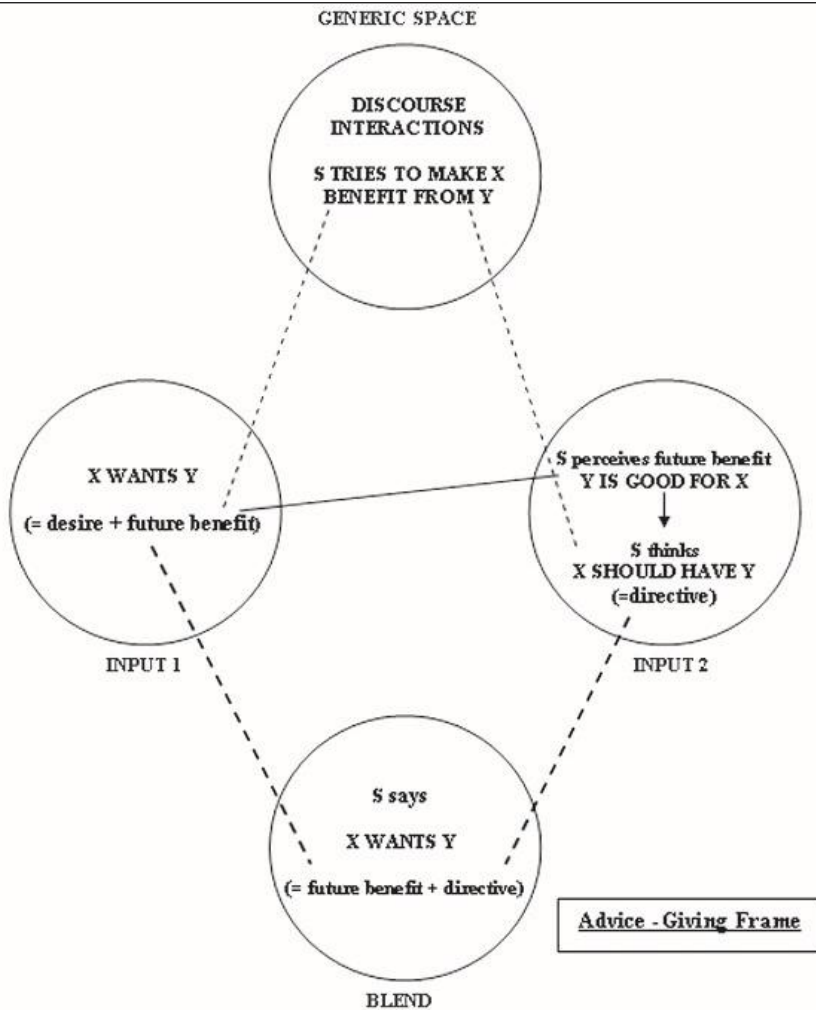 GENERIC SPACE
DISCOURSE
INTERACTIONS
S TRIES TO MAKE X
BENEFIT FROM Y
X WANTS Y
(= desire + future benefit)
INPUT 1
S perceives future benefit
Y IS GOOD FOR X
S thinks
X SHOULD HAVE Y
(=directive)
INPUT 2
S says
X WANTS Y
(= future benefit + directive)
BLEND
Advice - Giving Frame